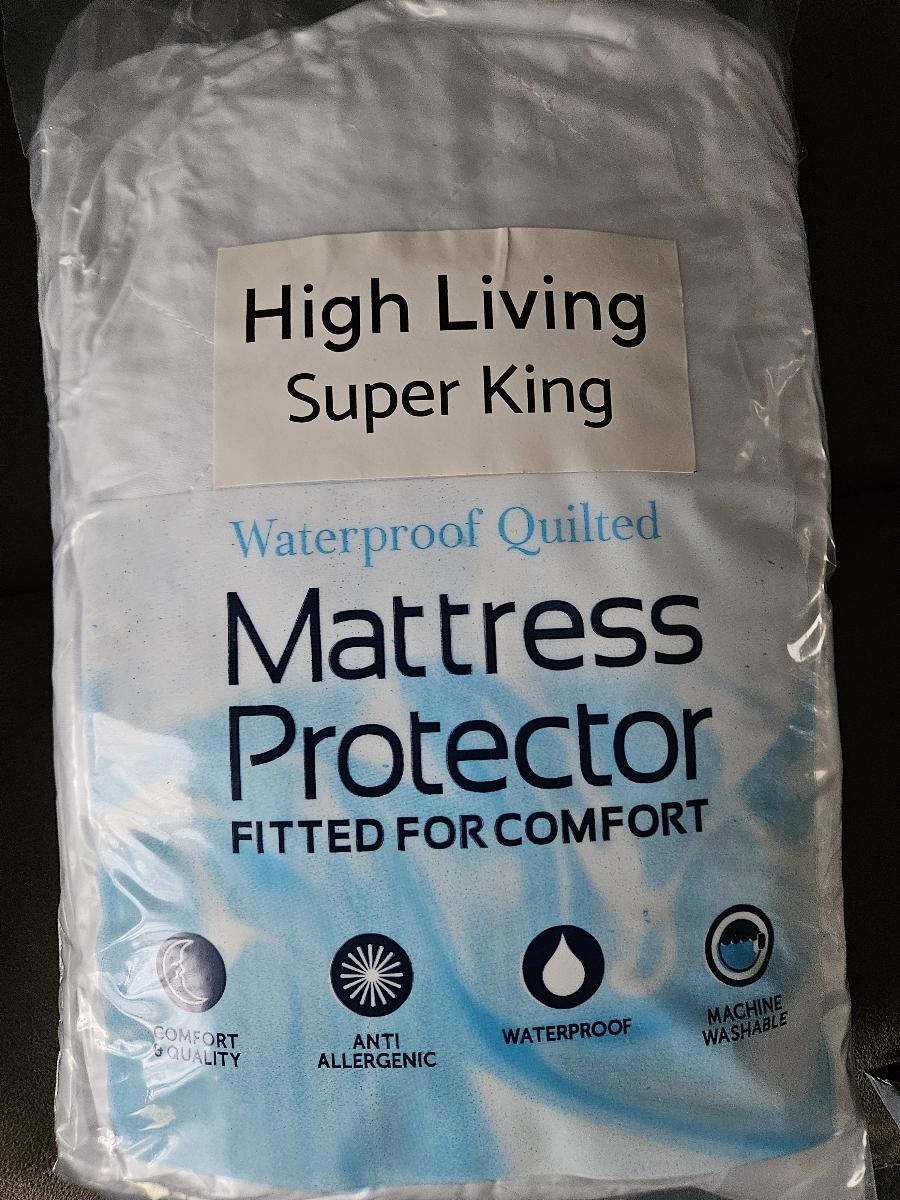 High Living
Super King
Waterproof Quilted
Mattress
Protector
FITTED FOR COMFORT
COMFORT
& QUALITY
ANTI
ALLERGENIC
WATERPROOF
MACHINE
WASHABLE